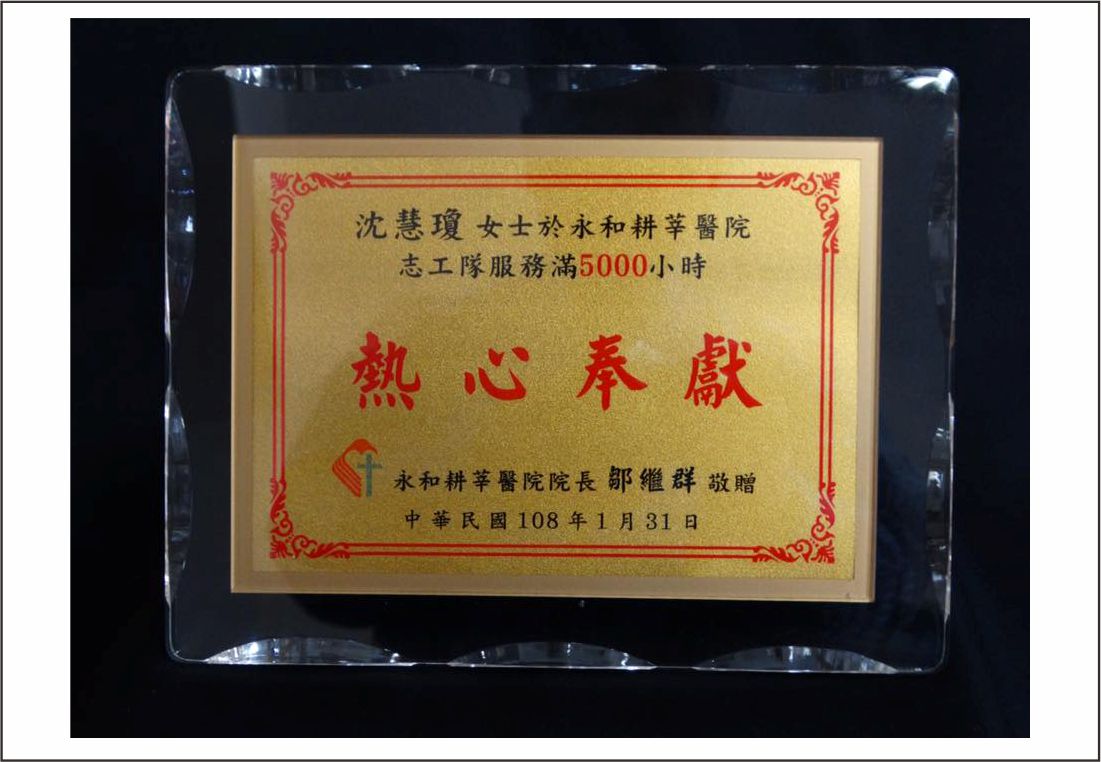 沈慧瓊 女士於永和耕莘醫院
志工隊服務滿5000小時
熱心奉獻
永和耕莘醫院院長 鄒繼群 敬贈
中華民國108年1月31日